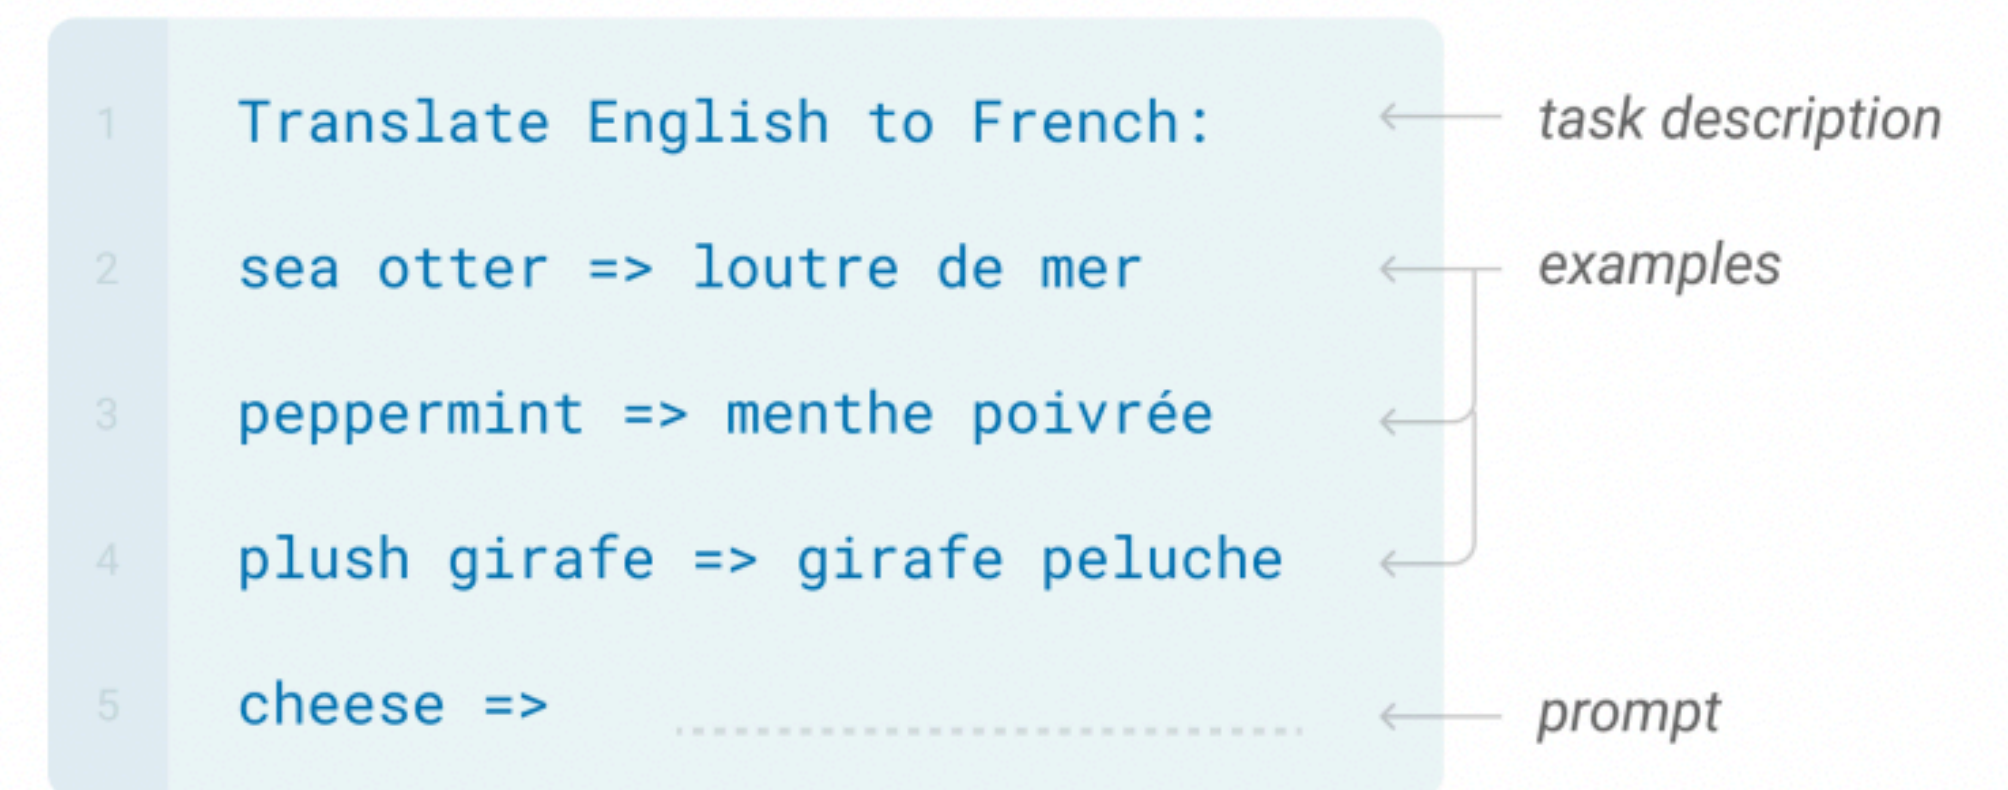 1 Translate English to French: task description
2 sea otter => loutre de mer examples
3 peppermint => menthe poivrée
4 plush girafe => girafe peluche
5 cheese => prompt